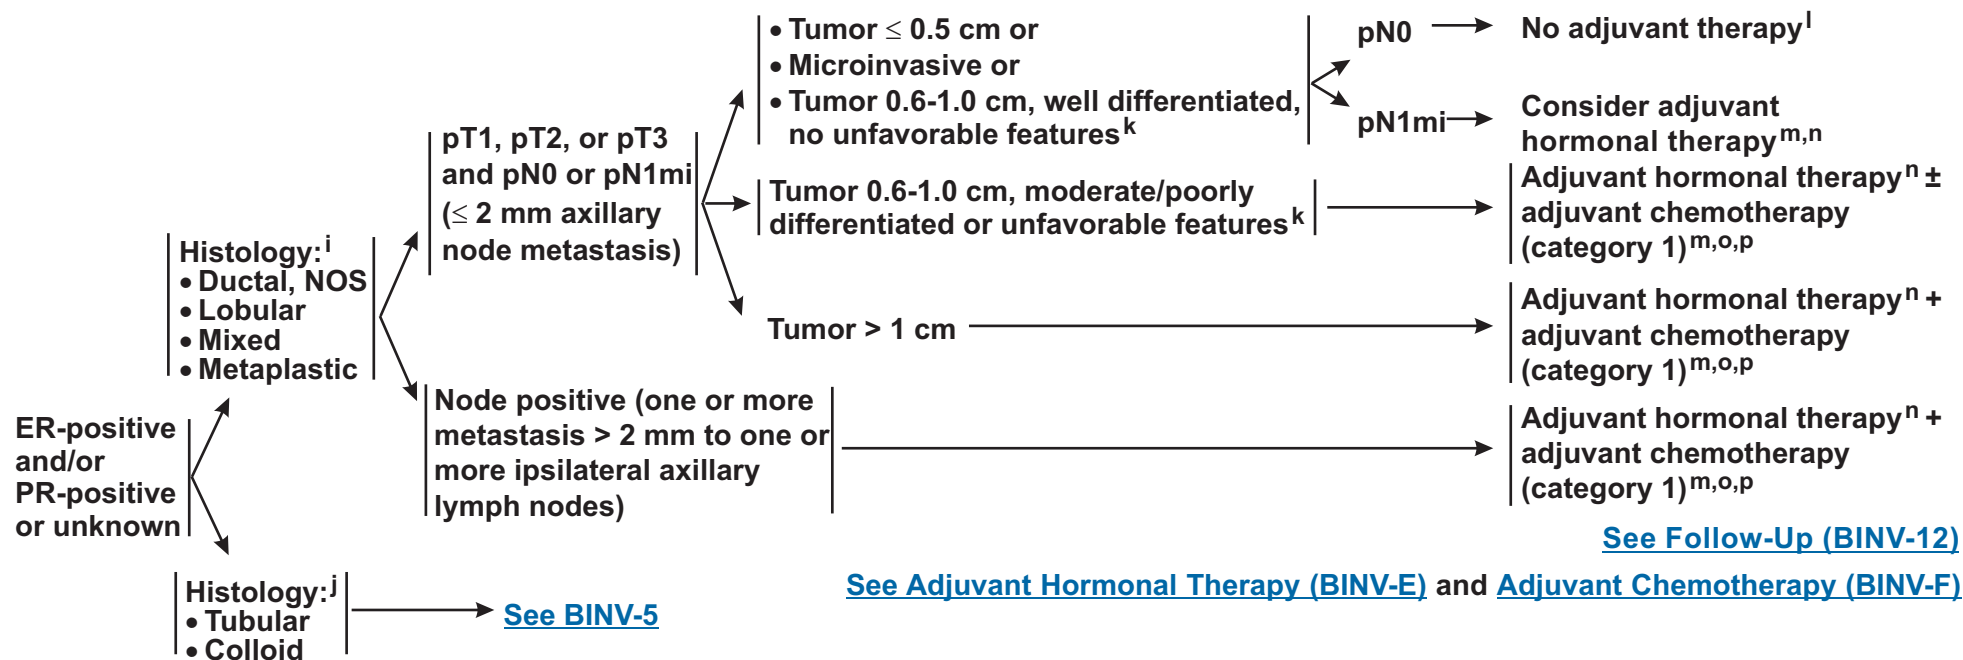 ER-positive
and/or
PR-positive
or unknown
Histology:i
• Ductal, NOS
• Lobular
• Mixed
• Metaplastic
Histology:j
• Tubular
• Colloid
See BINV-5
pT1, pT2, or pT3
and pN0 or pN1mi
(≤ 2 mm axillary
node metastasis)
Node positive (one or more
metastasis > 2 mm to one or
more ipsilateral axillary
lymph nodes)
• Tumor ≤ 0.5 cm or
• Microinvasive or
• Tumor 0.6-1.0 cm, well differentiated,
no unfavorable features k
pN0
No adjuvant therapy l
pN1mi
Consider adjuvant
hormonal therapy m,n
Tumor 0.6-1.0 cm, moderate/poorly
differentiated or unfavorable features k
Adjuvant hormonal therapy n ±
adjuvant chemotherapy
(category 1) m,o,p
Tumor > 1 cm
Adjuvant hormonal therapy n +
adjuvant chemotherapy
(category 1) m,o,p
Adjuvant hormonal therapy n +
adjuvant chemotherapy
(category 1) m,o,p
See Follow-Up (BINV-12)
See Adjuvant Hormonal Therapy (BINV-E) and Adjuvant Chemotherapy (BINV-F)